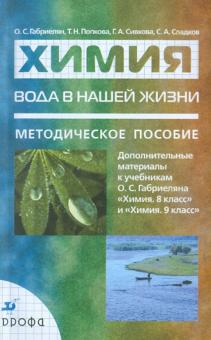 О. С. Габриелян, Т. Н. Попкова, Г. А. Сивкова, С. А. Сладков
ХИМИЯ
ВОДА В НАШЕЙ ЖИЗНИ
МЕТОДИЧЕСКОЕ ПОСОБИЕ
Дополнительные
материалы
к учебникам
О. С. Габриеляна
«Химия. 8 класс»
и «Химия. 9 класс»
дрофа